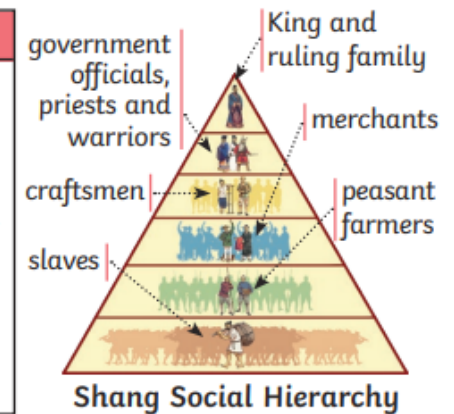 King and
ruling family
government
officials,
priests and
warriors
merchants
craftsmen
peasant
farmers
slaves
Shang Social Hierarchy